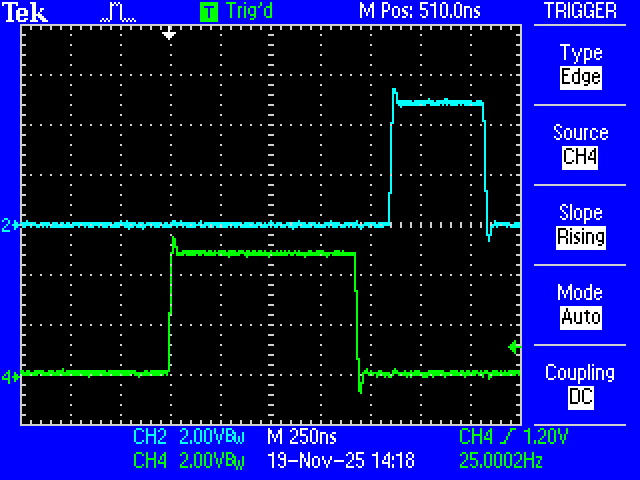 Tek T Trig'd M Pos: 510.0ns TRIGGER
Type
Edge
Source
CH4
Slope
Rising
Mode
Auto
Coupling
DC
2
4
CH2 2.00VBw M 250ns CH4 1.20V
CH4 2.00VBw 19-Nov-25 14:18 25.0002Hz